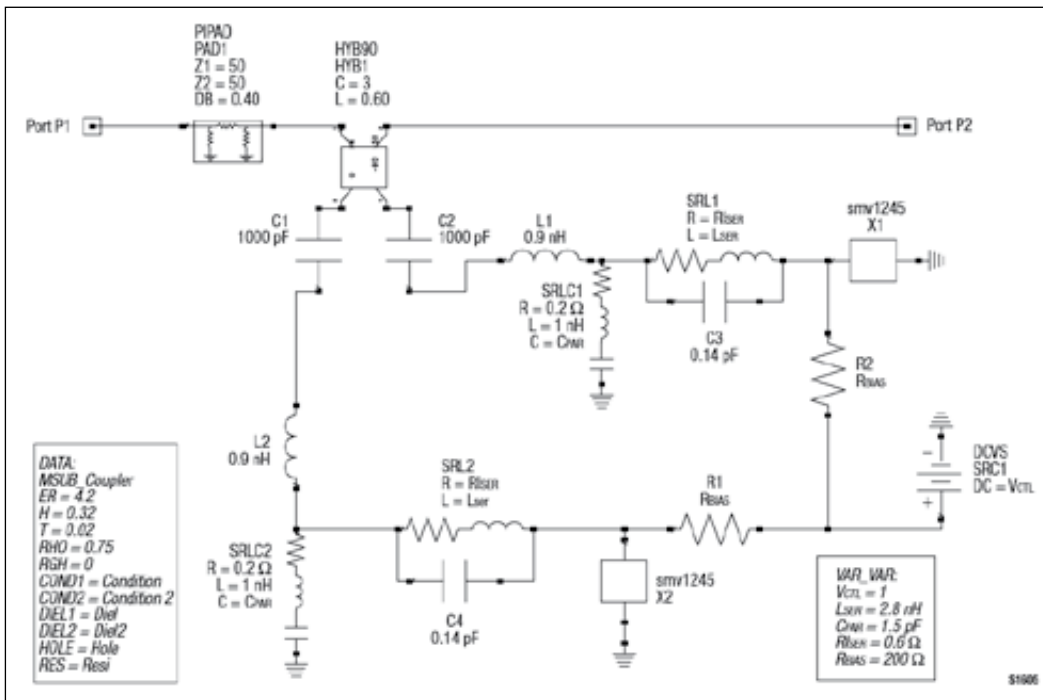 PIPAD
PAD1
Z1 = 50
Z2 = 50
DB = 0.40
HYB90
HYB1
C = 3
L = 0.60
Port P1
Port P2
0
-90
C1
1000 pF
C2
1000 pF
L1
0.9 nH
SRL1
R = RISER
L = LSER
smv1245
X1
SRLC1
R = 0.2 Ω
L = 1 nH
C = CPAR
C3
0.14 pF
R2
RBIAS
L2
0.9 nH
SRL2
R = RISER
L = LSER
R1
RBIAS
DCVS
SRC1
DC = VCTL
−
+
DATA:
MSUB_Coupler
ER = 4.2
H = 0.32
T = 0.02
RHO = 0.75
RGH = 0
COND1 = Condition
COND2 = Condition 2
DIEL1 = Diel
DIEL2 = Diel2
HOLE = Hole
RES = Resi
SRLC2
R = 0.2 Ω
L = 1 nH
C = CPAR
C4
0.14 pF
smv1245
X2
VAR_VAR:
VCTL = 1
LSER = 2.8 nH
CPAR = 1.5 pF
RISER = 0.6 Ω
RBIAS = 200 Ω
S1606